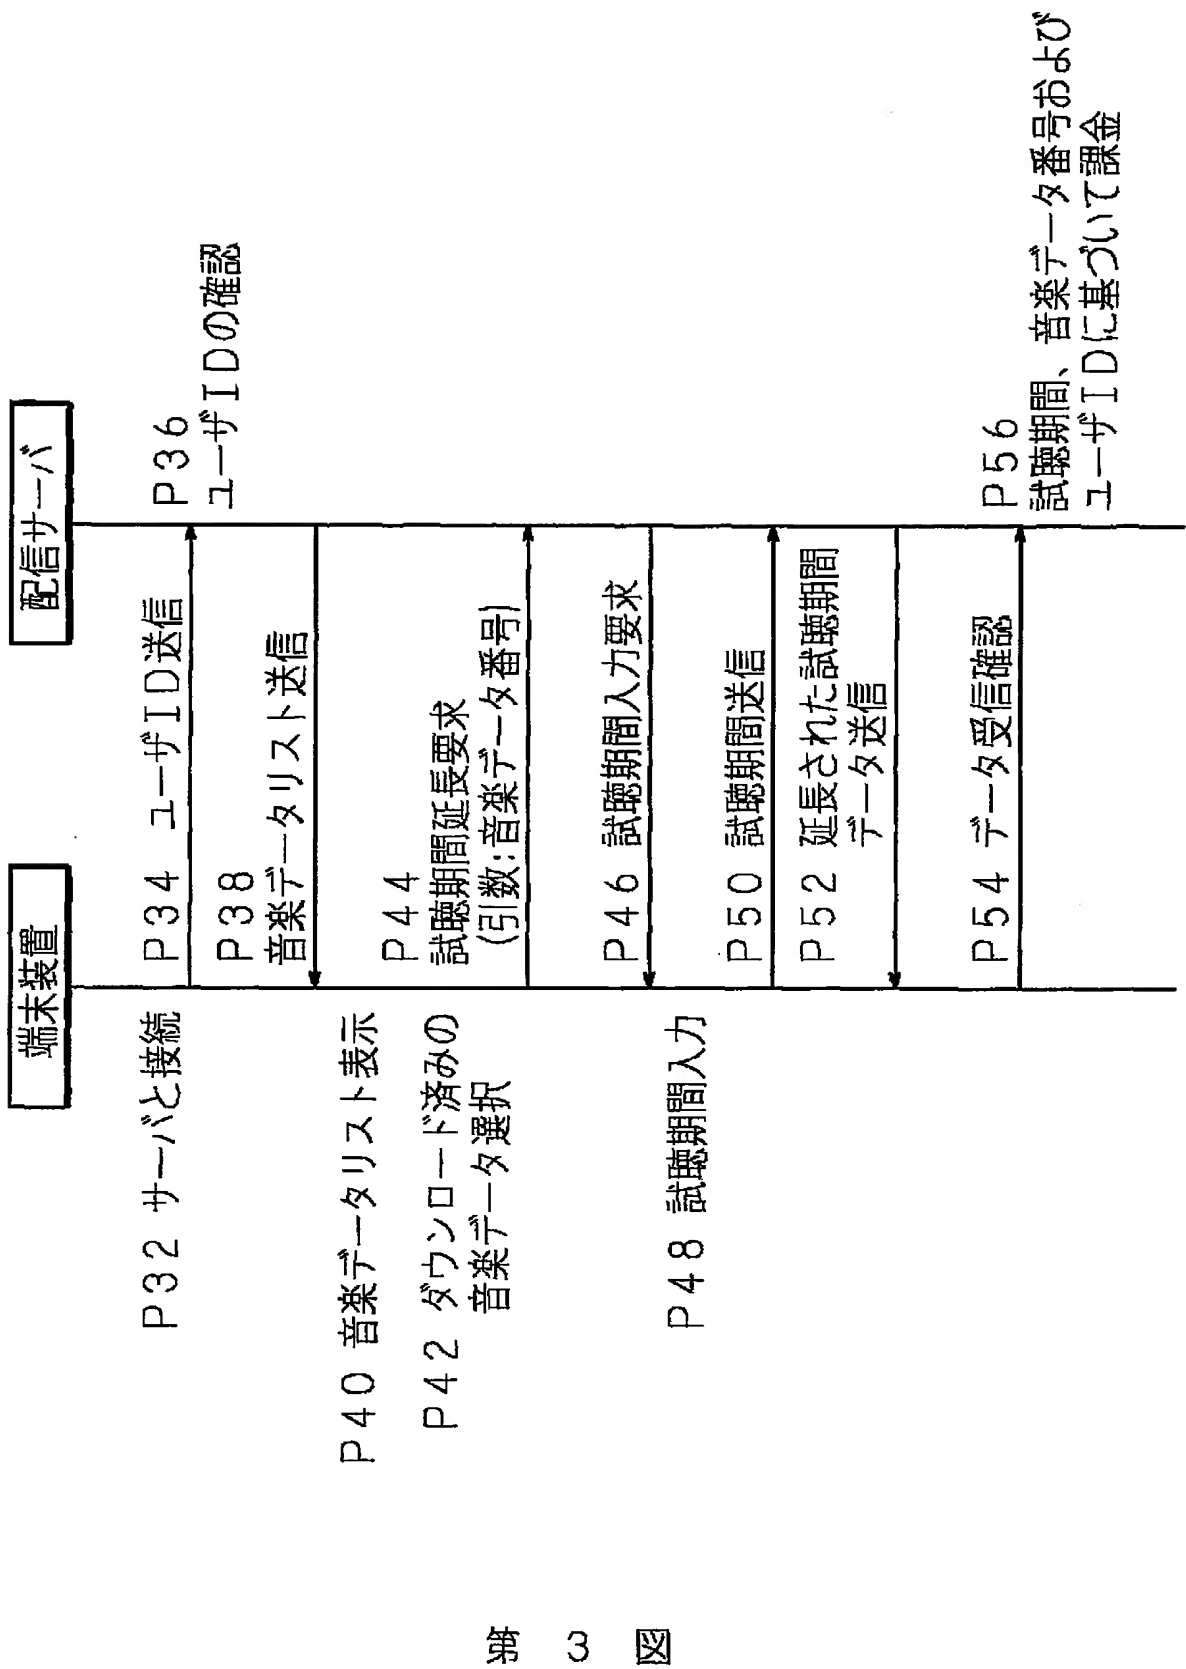 端末装置
配信サーバ
P32 サーバと接続
P34 ユーザID送信
P36
ユーザIDの確認
P38
音楽データリスト送信
P40 音楽データリスト表示
P42 ダウンロード済みの
音楽データ選択
P44
試聴期間延長要求
(引数:音楽データ番号)
P46 試聴期間入力要求
P48 試聴期間入力
P50 試聴期間送信
P52 延長された試聴期間
データ送信
P54 データ受信確認
P56
試聴期間、音楽データ番号および
ユーザIDに基づいて課金
第 3 図